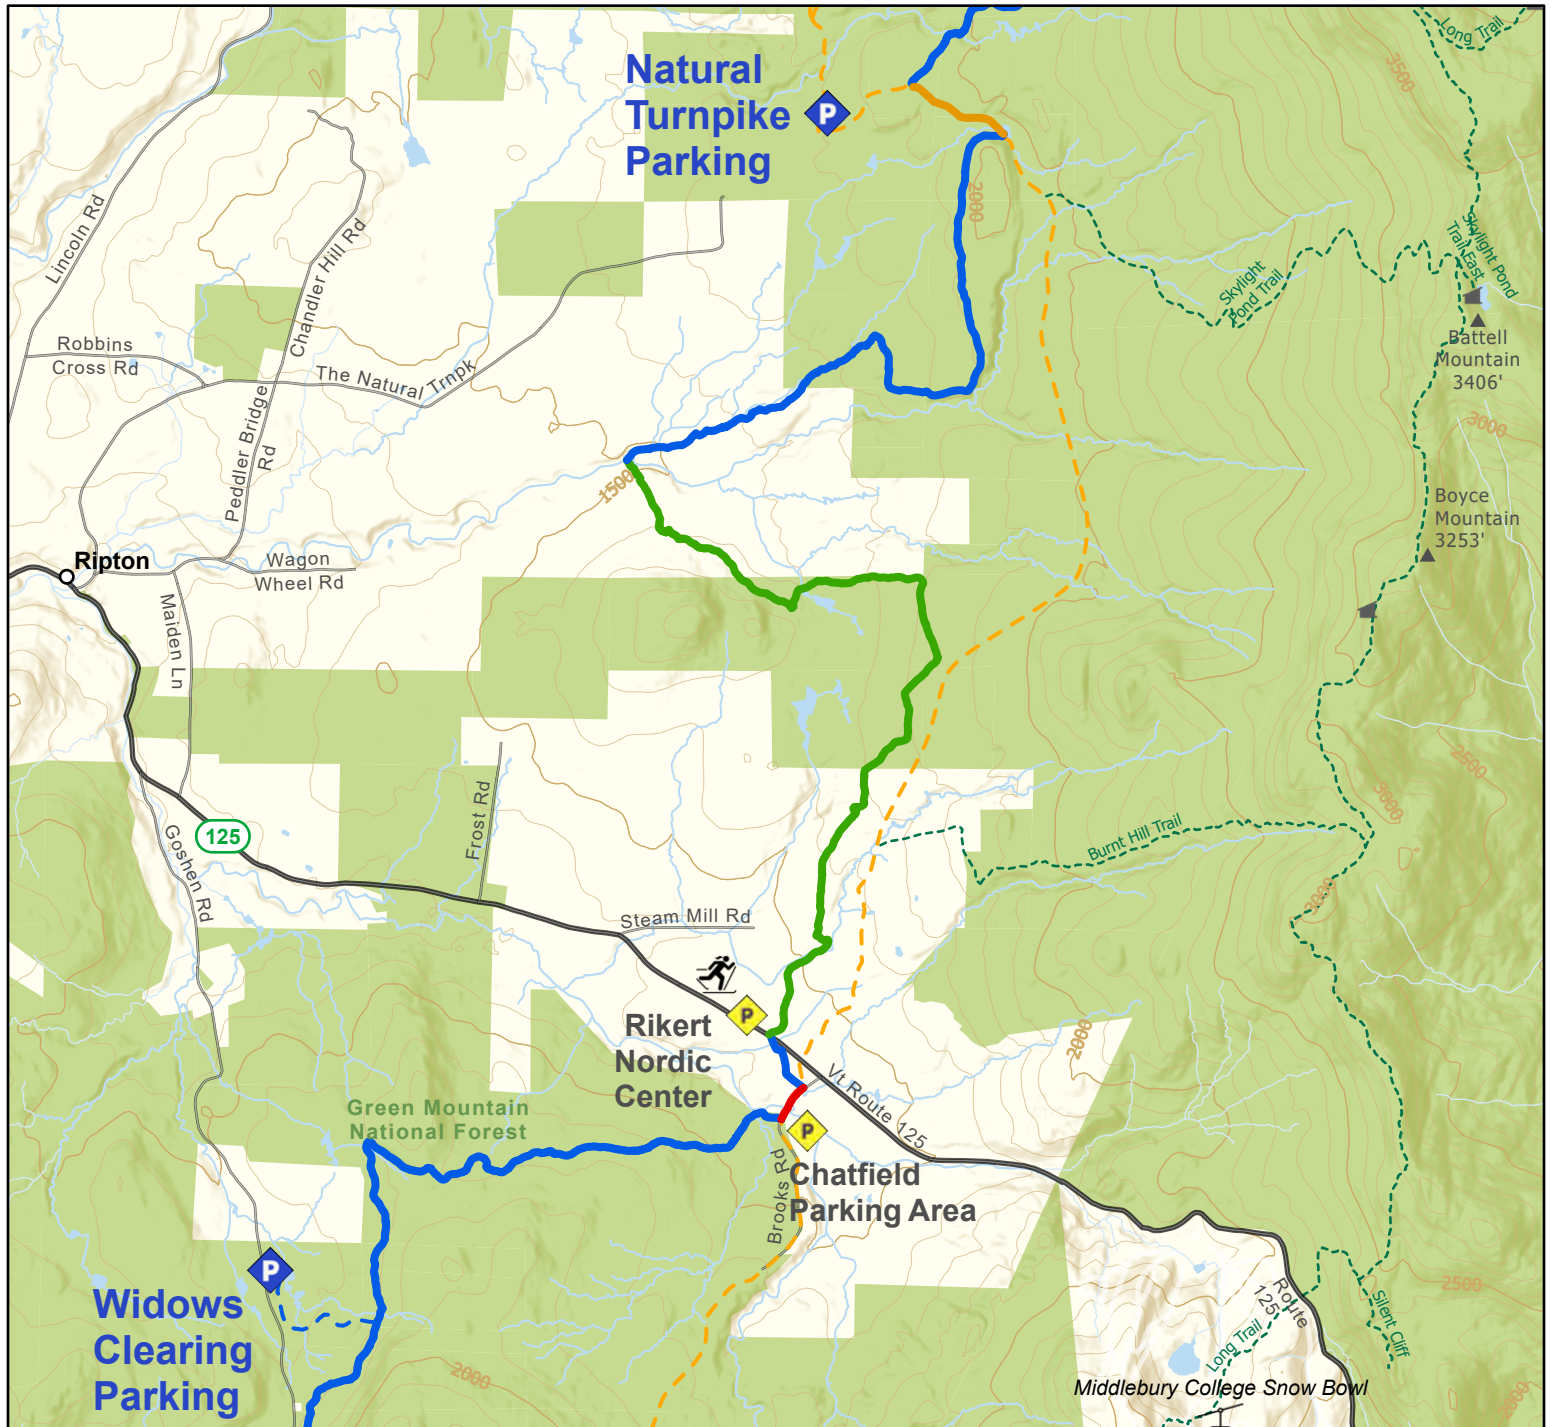 Long Trail
3500
Natural
Turnpike
Parking
P
2000
Lincoln Rd
Chandler Hill Rd
Skylight Pond
Trail East
Skylight
Pond Trail
Robbins
Cross Rd
The Natural Trnpk
Battell
Mountain
3406'
Peddler Bridge
Rd
3000
1500
Boyce
Mountain
3253'
Ripton
Wagon
Wheel Rd
Maiden Ln
2500
3000
125
Goshen Rd
Frost Rd
Burnt Hill Trail
3000
Steam Mill Rd
P
Rikert
Nordic
Center
2000
Vt Route 125
Green Mountain
National Forest
P
Chatfield
Parking Area
Brooks Rd
P
Widows
Clearing
Parking
2500
Route
125
Silent Cliff
Long Trail
2000
Middlebury College Snow Bowl
3000